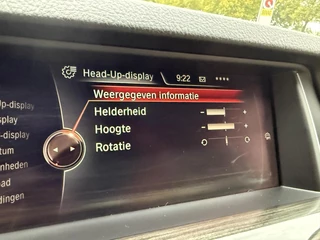 Head-Up-display 9:22
Weergegeven informatie
Helderheid
Hoogte
Rotatie